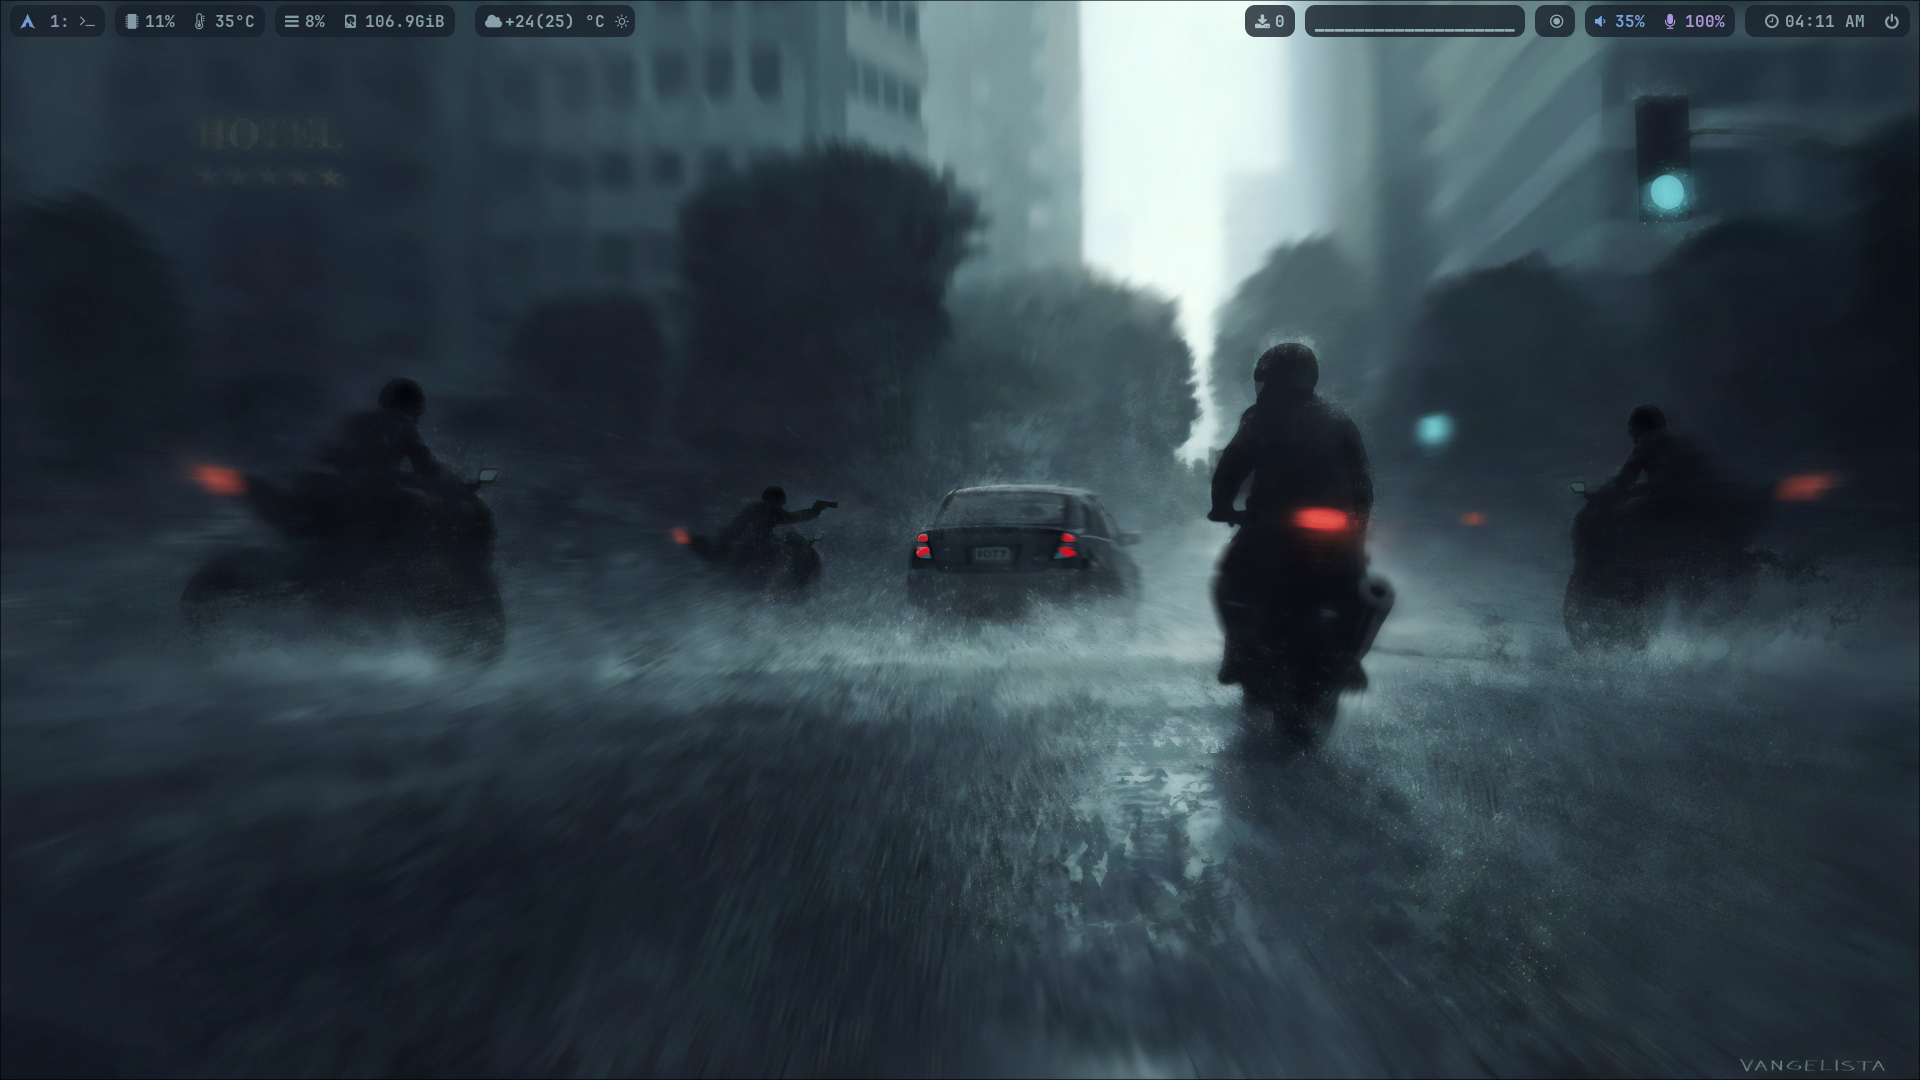 1:
11% 35°C
8% 106.9GiB
+24(25) °C
0
35% 100%
04:11 AM
HOTEL
VANGELISTA